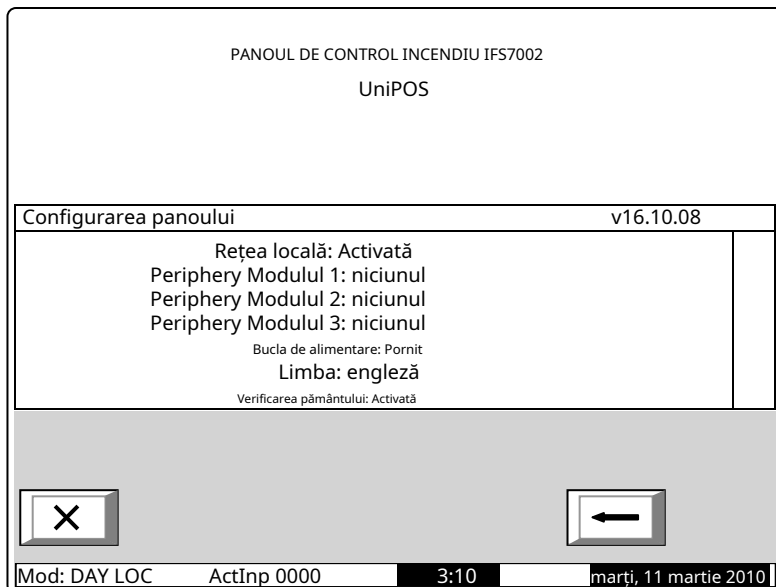 PANOUL DE CONTROL INCENDIU IFS7002
UniPOS
Configurarea panoului v16.10.08
Rețea locală: Activată
Periphery Modulul 1: niciunul
Periphery Modulul 2: niciunul
Periphery Modulul 3: niciunul
Bucla de alimentare: Pornit
Limba: engleză
Verificarea pământului: Activată
Mod: DAY LOC ActInp 0000 3:10 marți, 11 martie 2010